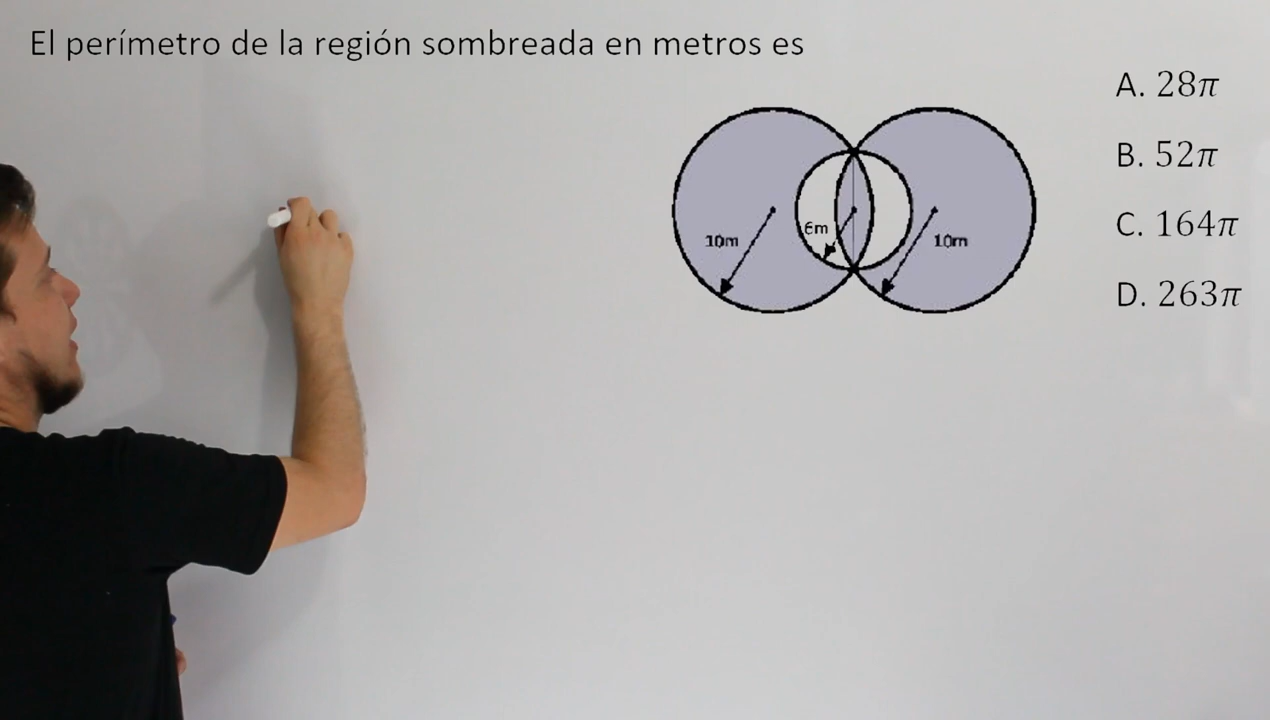 El perímetro de la región sombreada en metros es
A. 28π
B. 52π
C. 164π
D. 263π
10m
6m
10m